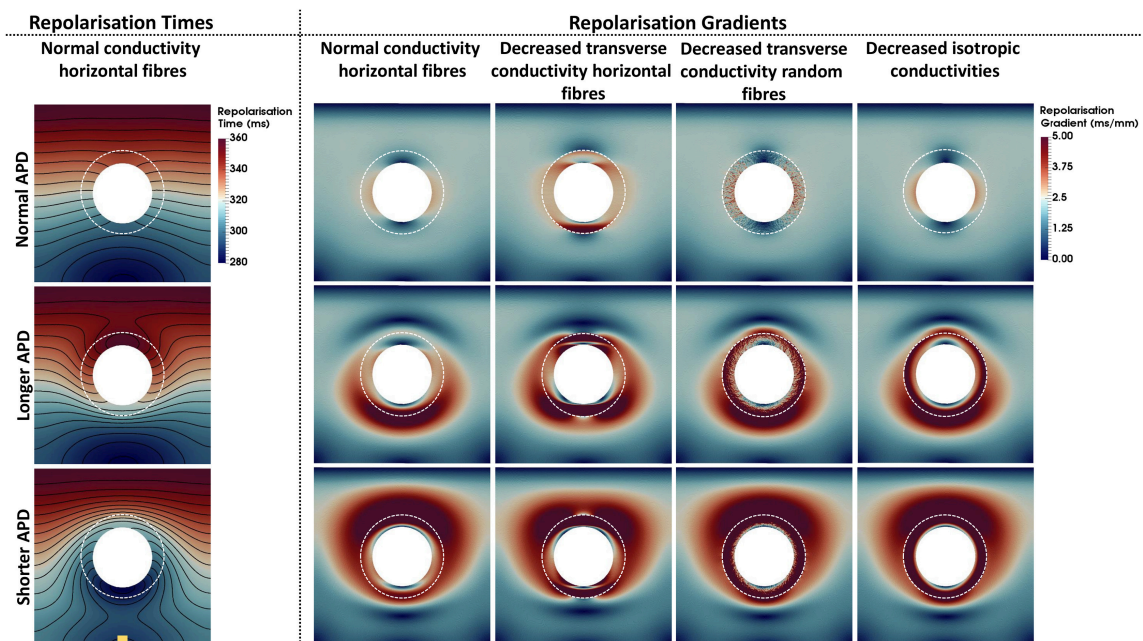 Repolarisation Times
Repolarisation Gradients
Normal conductivity
horizontal fibres
Normal conductivity
horizontal fibres
Decreased transverse
conductivity horizontal
fibres
Decreased transverse
conductivity random
fibres
Decreased isotropic
conductivities
Normal APD
Repolarisation
Time (ms)
360
340
320
300
280
Repolarisation
Gradient (ms/mm)
5.00
3.75
2.5
1.25
0.00
Longer APD
Shorter APD